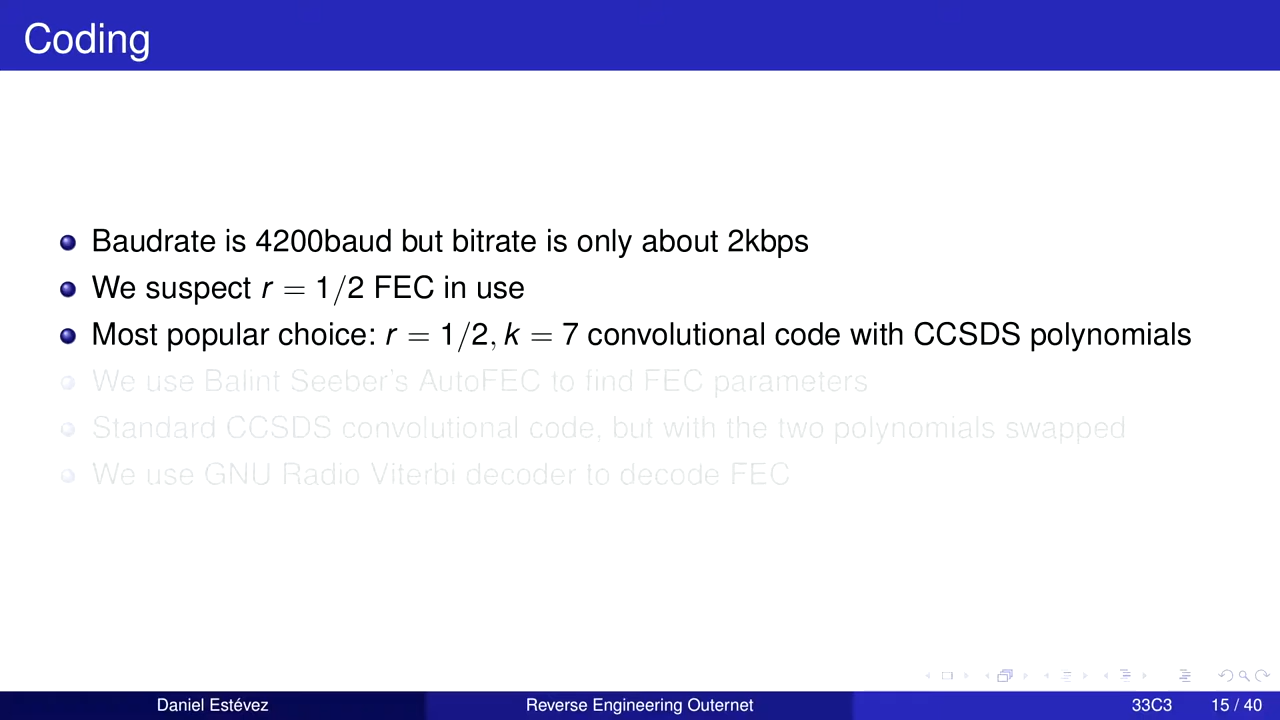 Coding
Baudrate is 4200baud but bitrate is only about 2kbps
We suspect r = 1/2 FEC in use
Most popular choice: r = 1/2, k = 7 convolutional code with CCSDS polynomials
We use Balint Seeber's AutoFEC to find FEC parameters
Standard CCSDS convolutional code, but with the two polynomials swapped
We use GNU Radio Viterbi decoder to decode FEC
Daniel Estévez Reverse Engineering Outernet 33C3 15 / 40